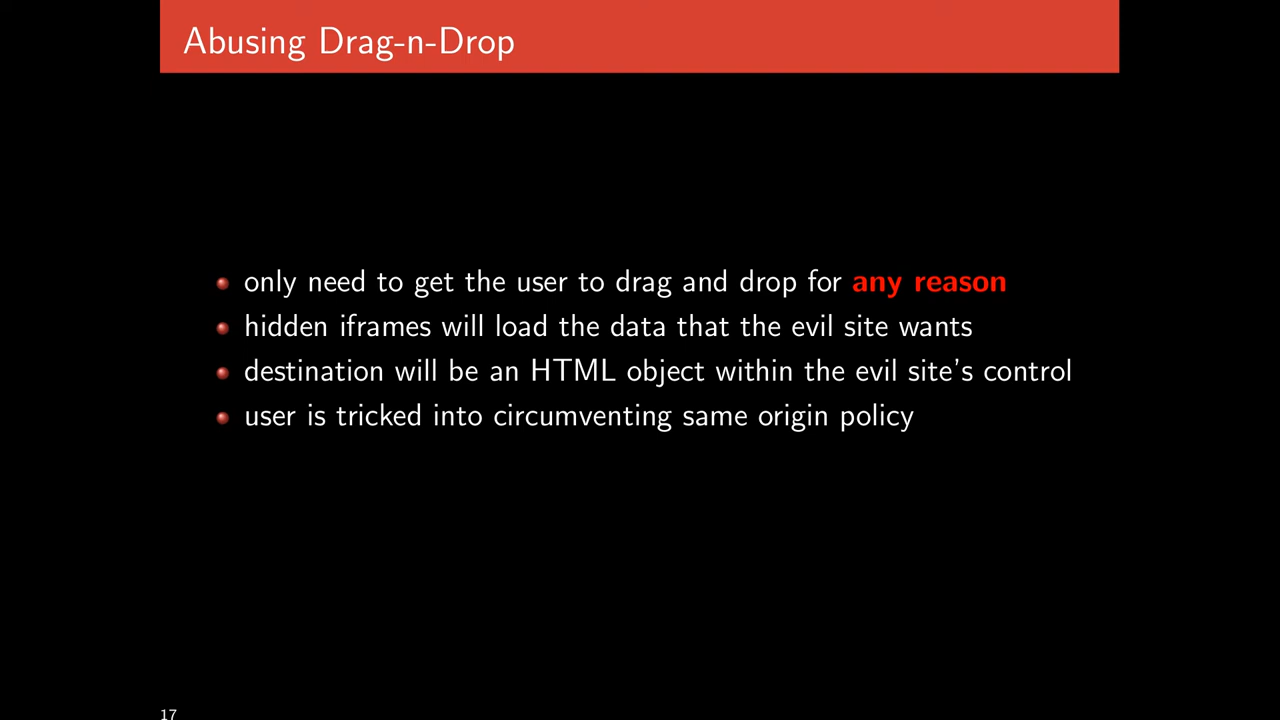 Abusing Drag-n-Drop
only need to get the user to drag and drop for any reason
hidden iframes will load the data that the evil site wants
destination will be an HTML object within the evil site's control
user is tricked into circumventing same origin policy
17